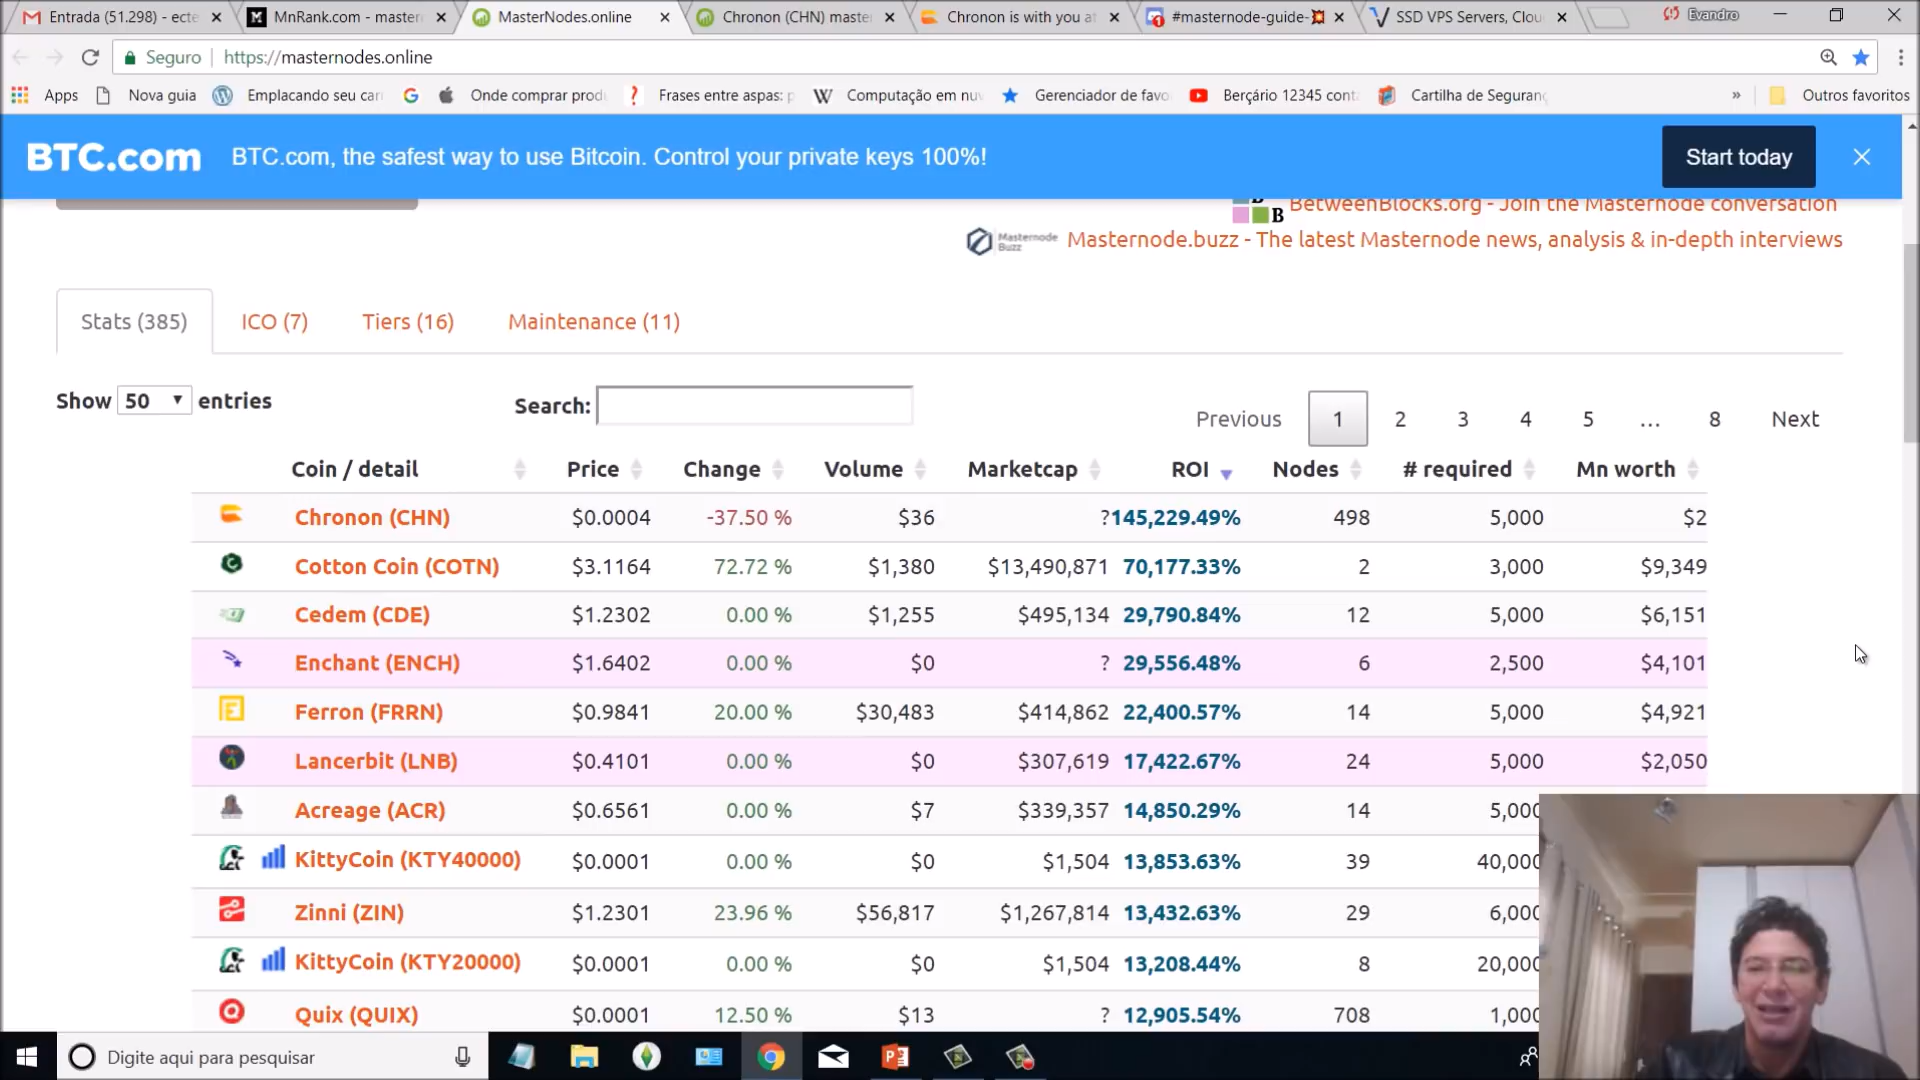 Entrada (51.298) - ecte
MnRank.com - master
MasterNodes.online
Chronon (CHN) maste
Chronon is with you at
#masternode-guide-
SSD VPS Servers, Clou
Evandro
Seguro
https://masternodes.online
Apps
Nova guia
Emplacando seu car
Onde comprar prod
Frases entre aspas: p
Computação em nuv
Gerenciador de favo
Berçário 12345 cont
Cartilha de Seguranç
»
Outros favoritos
BTC.com
BTC.com, the safest way to use Bitcoin. Control your private keys 100%!
Start today
BetweenBlocks.org - Join the Masternode conversation
Masternode Buzz
Masternode.buzz - The latest Masternode news, analysis & in-depth interviews
Stats (385)
ICO (7)
Tiers (16)
Maintenance (11)
Show 50 entries
Search:
Previous 1 2 3 4 5 ... 8 Next
Coin / detail Price Change Volume Marketcap ROI Nodes # required Mn worth
Chronon (CHN) $0.0004 -37.50 % $36 ? 145,229.49% 498 5,000 $2
Cotton Coin (COTN) $3.1164 72.72 % $1,380 $13,490,871 70,177.33% 2 3,000 $9,349
Cedem (CDE) $1.2302 0.00 % $1,255 $495,134 29,790.84% 12 5,000 $6,151
Enchant (ENCH) $1.6402 0.00 % $0 ? 29,556.48% 6 2,500 $4,101
Ferron (FRRN) $0.9841 20.00 % $30,483 $414,862 22,400.57% 14 5,000 $4,921
Lancerbit (LNB) $0.4101 0.00 % $0 $307,619 17,422.67% 24 5,000 $2,050
Acreage (ACR) $0.6561 0.00 % $7 $339,357 14,850.29% 14 5,000
KittyCoin (KTY40000) $0.0001 0.00 % $0 $1,504 13,853.63% 39 40,000
Zinni (ZIN) $1.2301 23.96 % $56,817 $1,267,814 13,432.63% 29 6,000
KittyCoin (KTY20000) $0.0001 0.00 % $0 $1,504 13,208.44% 8 20,000
Quix (QUIX) $0.0001 12.50 % $13 ? 12,905.54% 708 1,000
Digite aqui para pesquisar